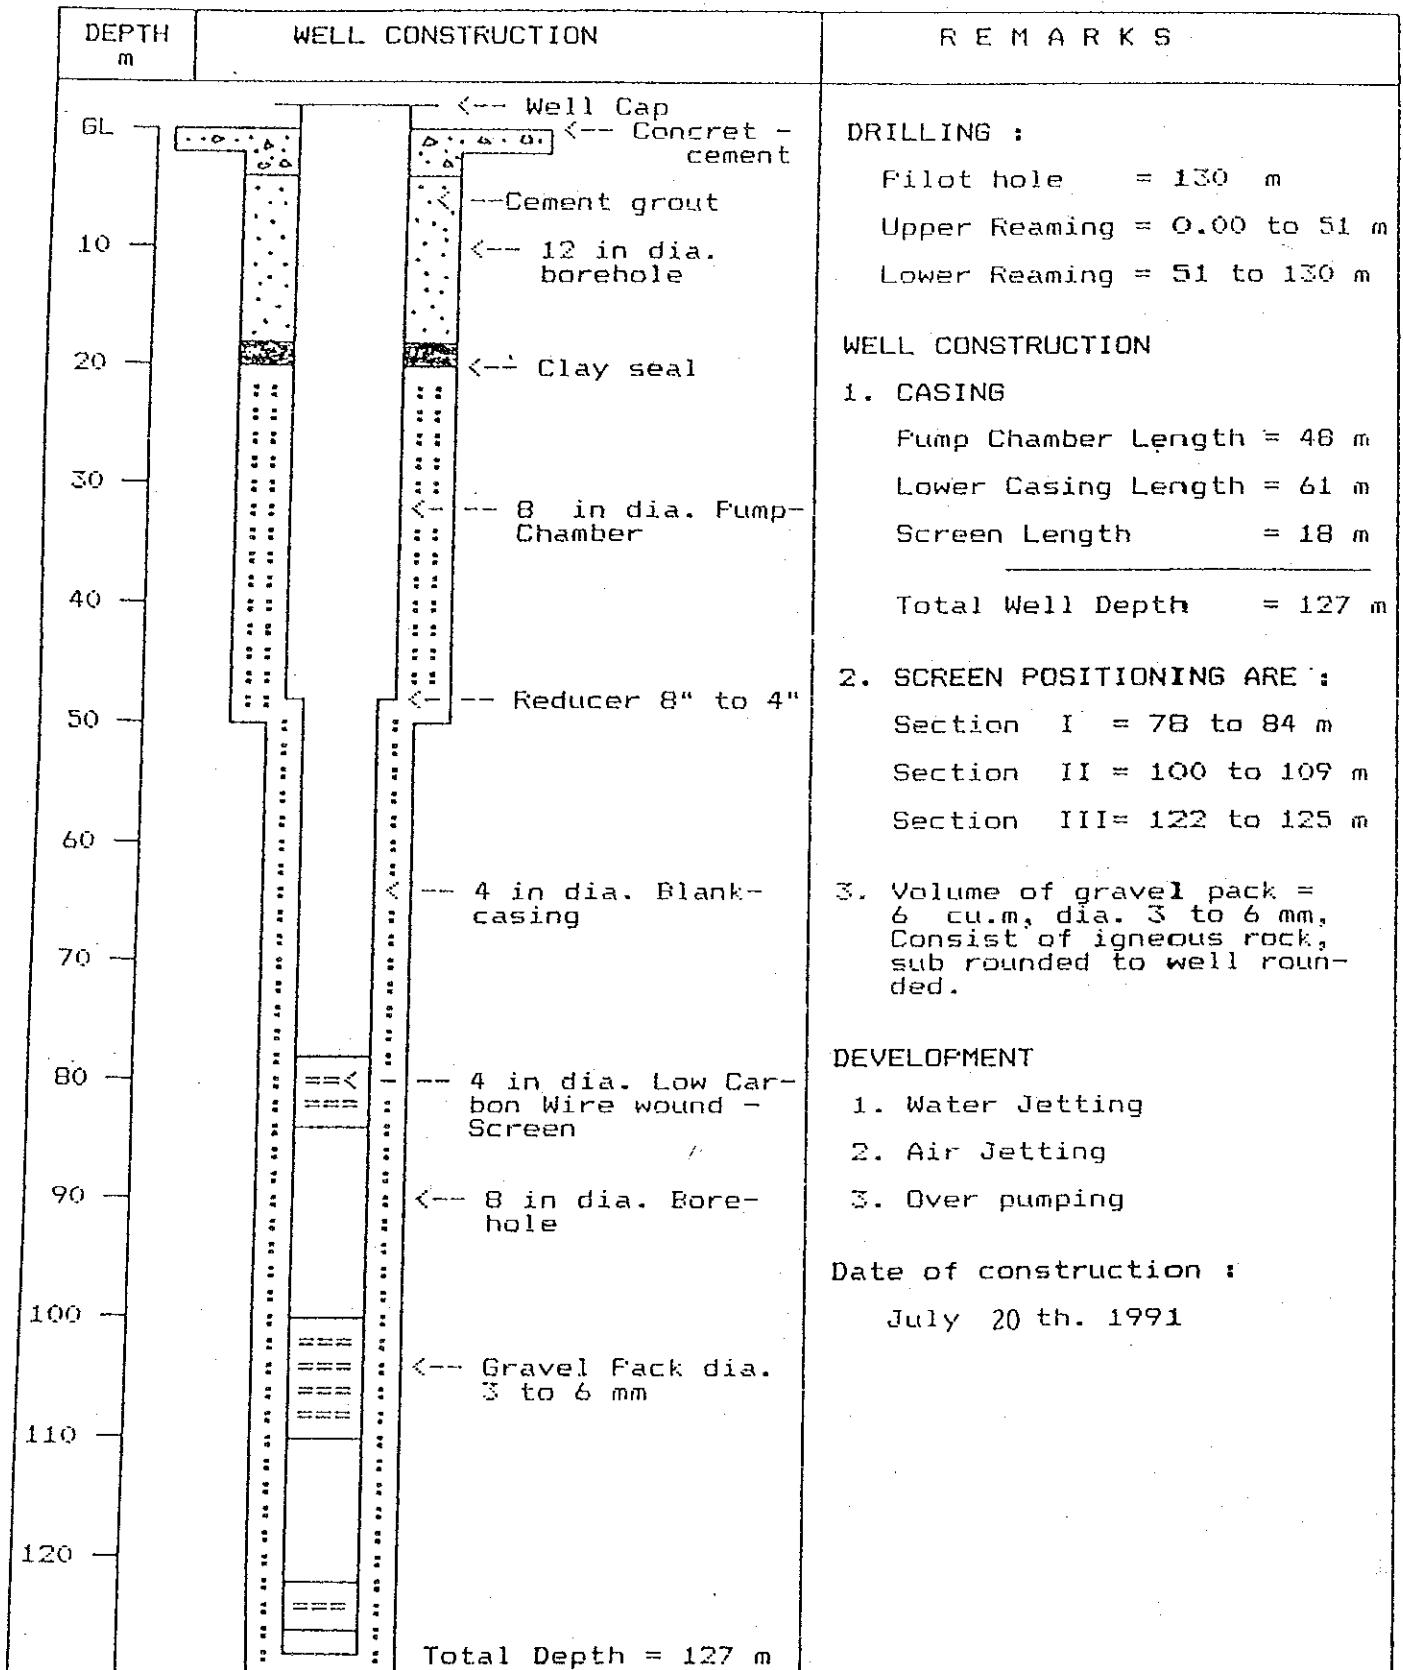 DEPTH
m
WELL CONSTRUCTION
R E M A R K S
<-- Well Cap
GL
<-- Concret -
cement
<--Cement grout
10
<-- 12 in dia.
borehole
20
<-- Clay seal
30
<- -- 8 in dia. Pump-
Chamber
40
<- -- Reducer 8" to 4"
50
60
<- -- 4 in dia. Blank-
casing
70
80
==< - -- 4 in dia. Low Car-
=== bon Wire wound -
Screen
90
<-- 8 in dia. Bore-
hole
100
===
=== <-- Gravel Pack dia.
=== 3 to 6 mm
===
110
120
===
Total Depth = 127 m
DRILLING :
Pilot hole = 130 m
Upper Reaming = 0.00 to 51 m
Lower Reaming = 51 to 130 m
WELL CONSTRUCTION
1. CASING
Pump Chamber Length = 48 m
Lower Casing Length = 61 m
Screen Length = 18 m
Total Well Depth = 127 m
2. SCREEN POSITIONING ARE :
Section I = 78 to 84 m
Section II = 100 to 109 m
Section III= 122 to 125 m
3. Volume of gravel pack =
6 cu.m, dia. 3 to 6 mm,
Consist of igneous rock,
sub rounded to well roun-
ded.
DEVELOPMENT
1. Water Jetting
2. Air Jetting
3. Over pumping
Date of construction :
July 20 th. 1991